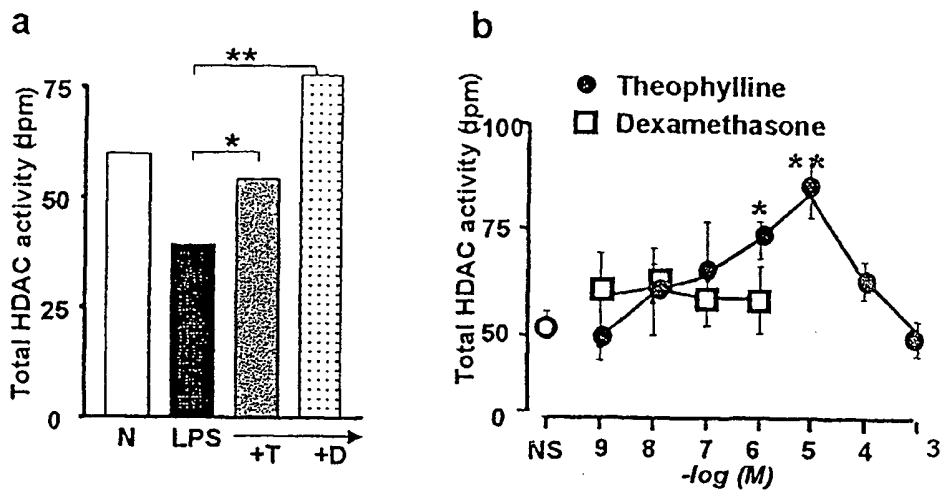 a
Total HDAC activity (dpm)
75
50
25
0
**
*
N LPS +T +D
b
Total HDAC activity (dpm)
100
75
50
0
Theophylline
Dexamethasone
*
**
NS 9 8 7 6 5 4 3
-log (M)